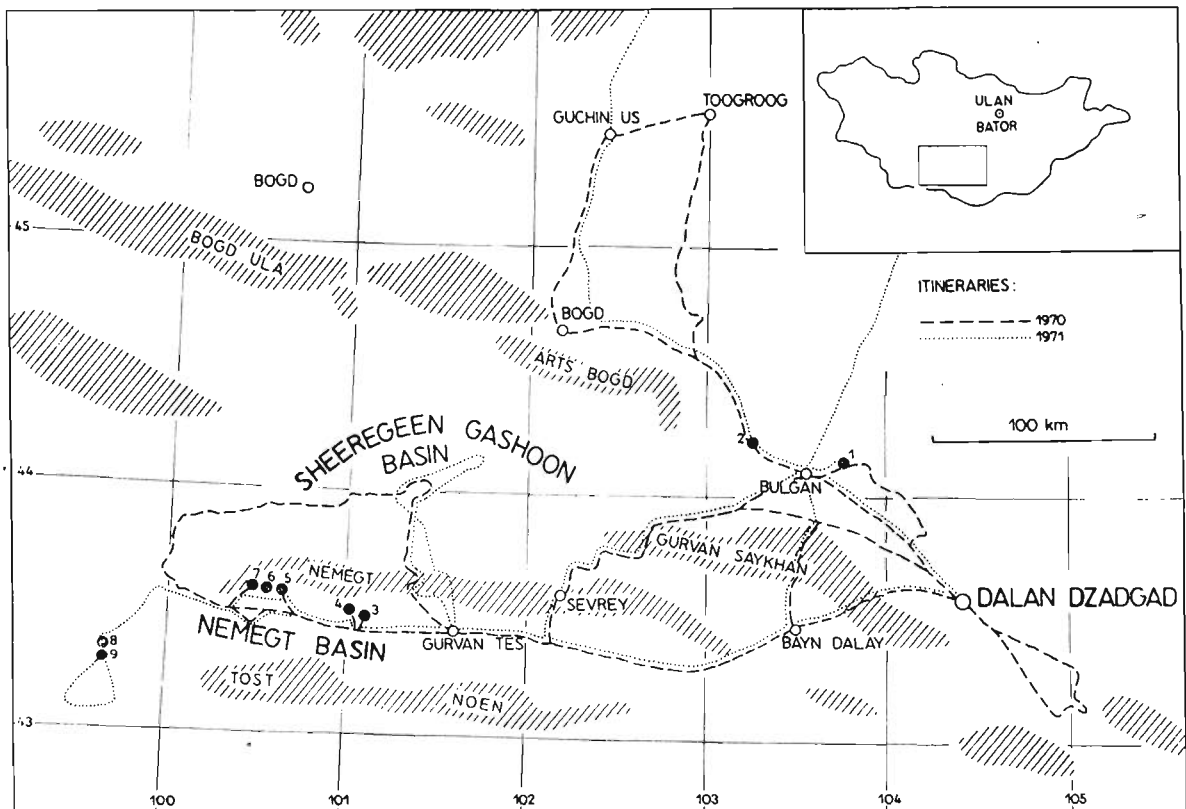 TOOGROOG
GUCHIN US
ULAN
BATOR
BOGD
45
BOGD ULA
ITINERARIES:
1970
1971
BOGD
ARTS BOGD
100 km
2
1
SHEEREGEEN GASHOON
BASIN
44
BULGAN
GURVAN SAYKHAN
NEMEGT
7
6
5
4
3
SEVREY
DALAN DZADGAD
NEMEGT BASIN
GURVAN TES
BAYN DALAY
8
9
TOST
NOEN
43
100
101
102
103
104
105